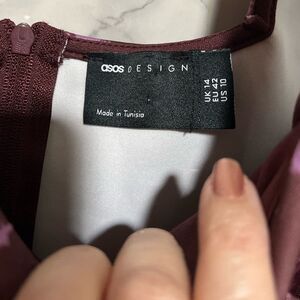 asos DESIGN
Made in Tunisia
UK 14
EU 42
US 10